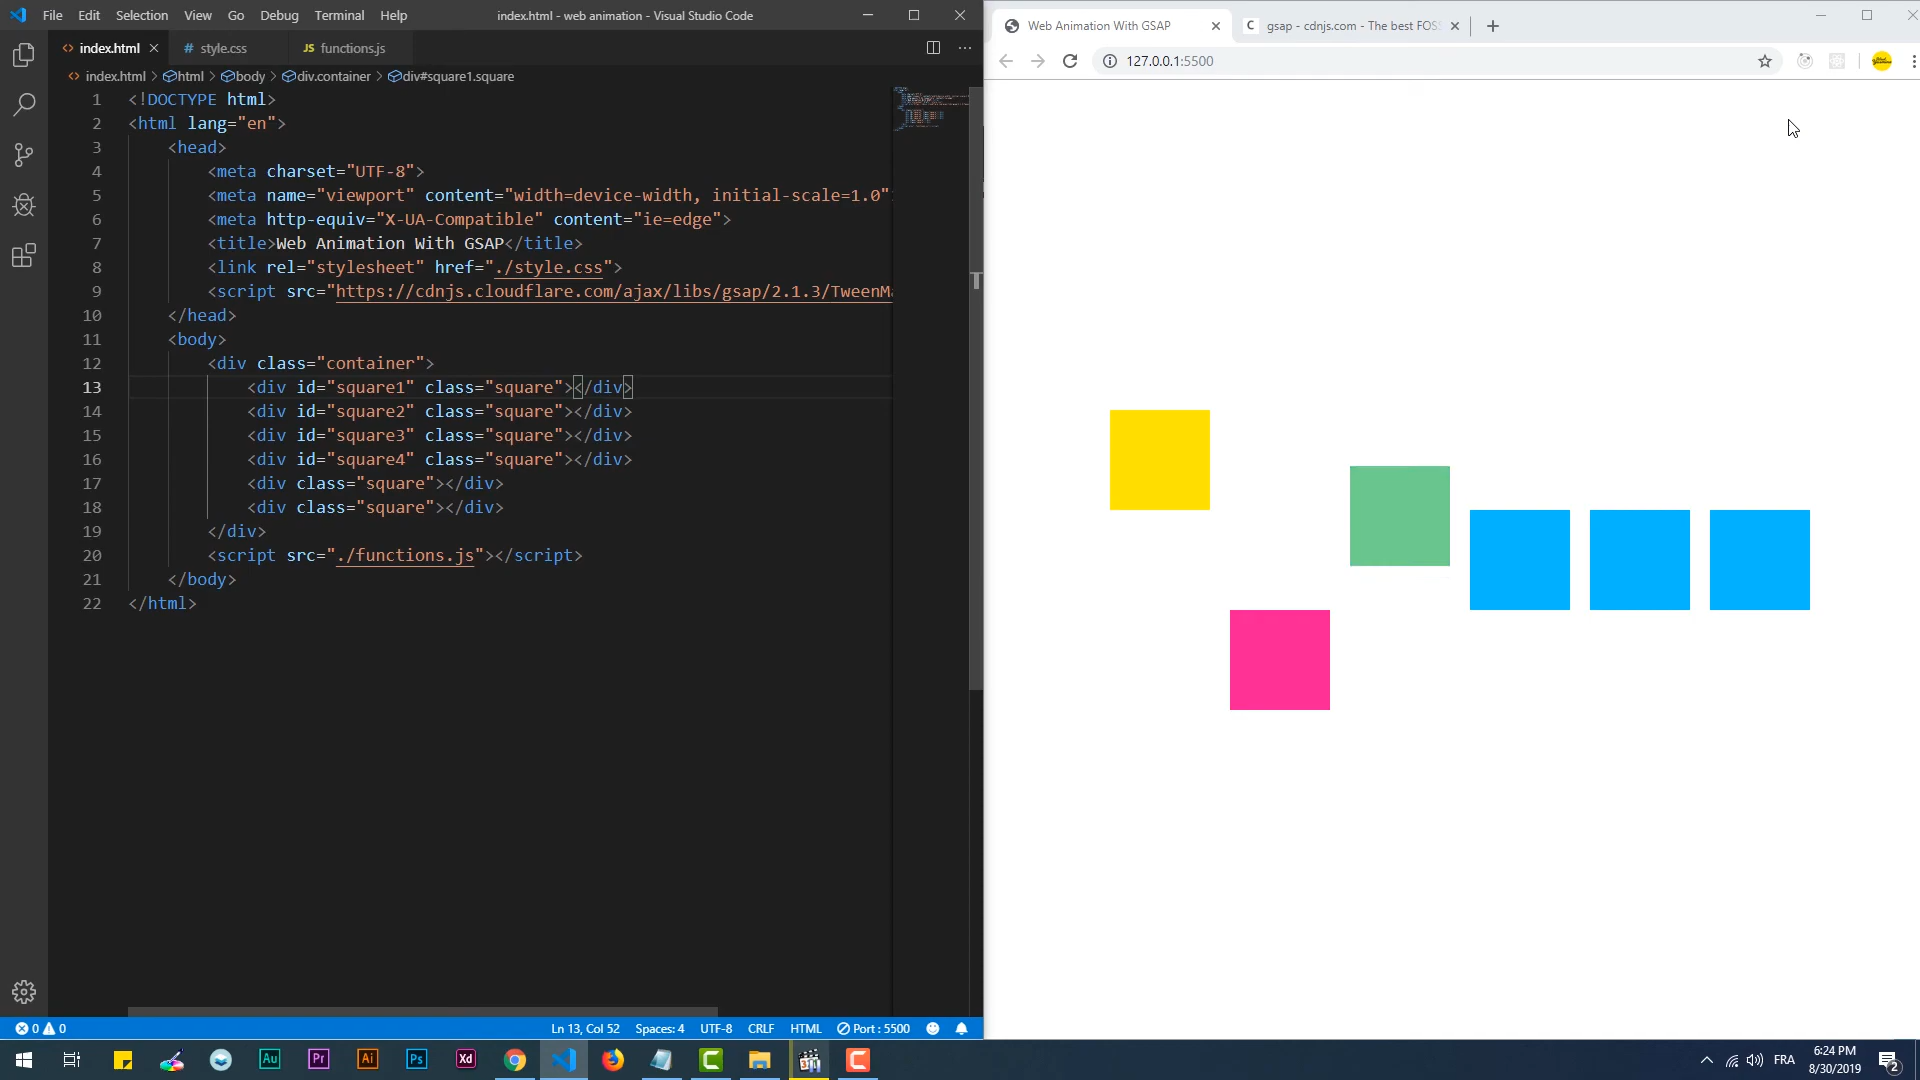 File Edit Selection View Go Debug Terminal Help
index.html - web animation - Visual Studio Code
index.html
style.css
JS functions.js
index.html > html > body > div.container > div#square1.square
1 <!DOCTYPE html>
2 <html lang="en">
3 <head>
4 <meta charset="UTF-8">
5 <meta name="viewport" content="width=device-width, initial-scale=1.0"
6 <meta http-equiv="X-UA-Compatible" content="ie=edge">
7 <title>Web Animation With GSAP</title>
8 <link rel="stylesheet" href="./style.css">
9 <script src="https://cdnjs.cloudflare.com/ajax/libs/gsap/2.1.3/TweenMa
10 </head>
11 <body>
12 <div class="container">
13 <div id="square1" class="square"></div>
14 <div id="square2" class="square"></div>
15 <div id="square3" class="square"></div>
16 <div id="square4" class="square"></div>
17 <div class="square"></div>
18 <div class="square"></div>
19 </div>
20 <script src="./functions.js"></script>
21 </body>
22 </html>
0 0
Ln 13, Col 52 Spaces: 4 UTF-8 CRLF HTML Port : 5500
Web Animation With GSAP
gsap - cdnjs.com - The best FOSS
127.0.0.1:5500
Au Pr Ai Ps Xd
FRA
6:24 PM
8/30/2019
2